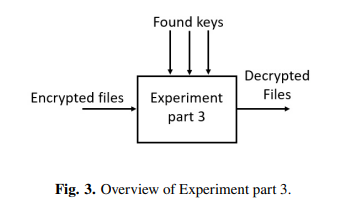 Found keys
Encrypted files
Experiment
part 3
Decrypted
Files
Fig. 3. Overview of Experiment part 3.